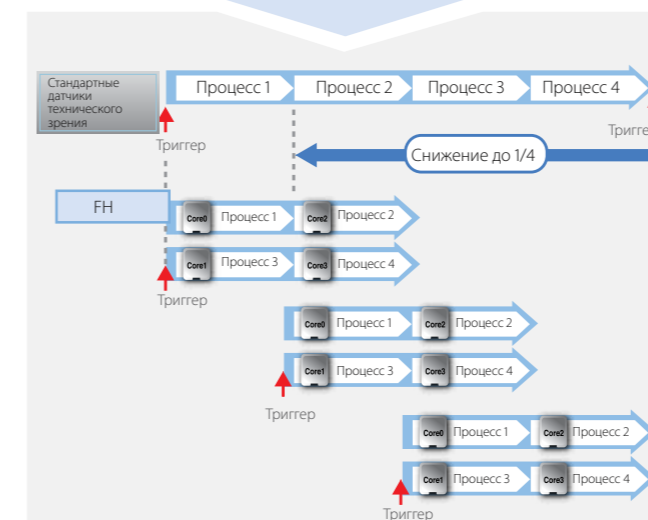 Стандартные
датчики
технического
зрения
Процесс 1 Процесс 2 Процесс 3 Процесс 4
Триггер
Тригге
Снижение до 1/4
FH
Core0 Процесс 1 Core2 Процесс 2
Core1 Процесс 3 Core3 Процесс 4
Триггер
Core0 Процесс 1 Core2 Процесс 2
Core1 Процесс 3 Core3 Процесс 4
Триггер
Core0 Процесс 1 Core2 Процесс 2
Core1 Процесс 3 Core3 Процесс 4
Триггер